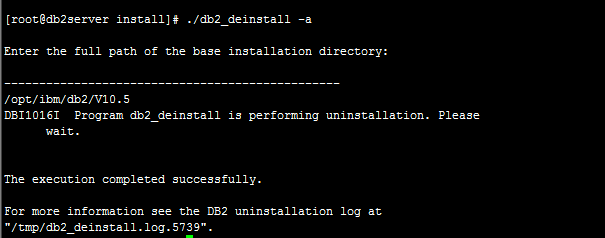 [root@db2server install]# ./db2_deinstall -a
Enter the full path of the base installation directory:
------------------------------------------------
/opt/ibm/db2/V10.5
DBI1016I  Program db2_deinstall is performing uninstallation. Please
      wait.
The execution completed successfully.
For more information see the DB2 uninstallation log at
"/tmp/db2_deinstall.log.5739".